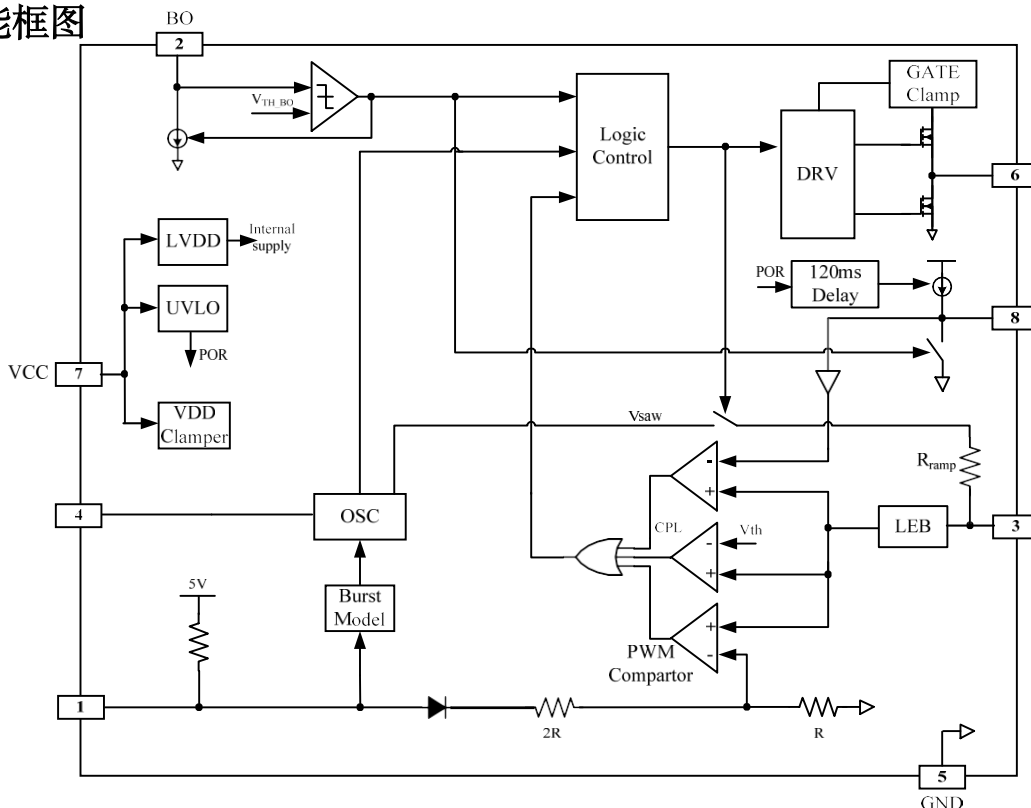 能框图
BO
2
V_TH_BO
Logic
Control
GATE
Clamp
DRV
6
LVDD
Internal
supply
UVLO
POR
POR
120ms
Delay
8
VCC
7
VDD
Clamper
Vsaw
R_ramp
-
+
4
OSC
CPL
Vth
-
+
LEB
3
5V
Burst
Model
+
-
PWM
Compartor
1
2R
R
5
GND